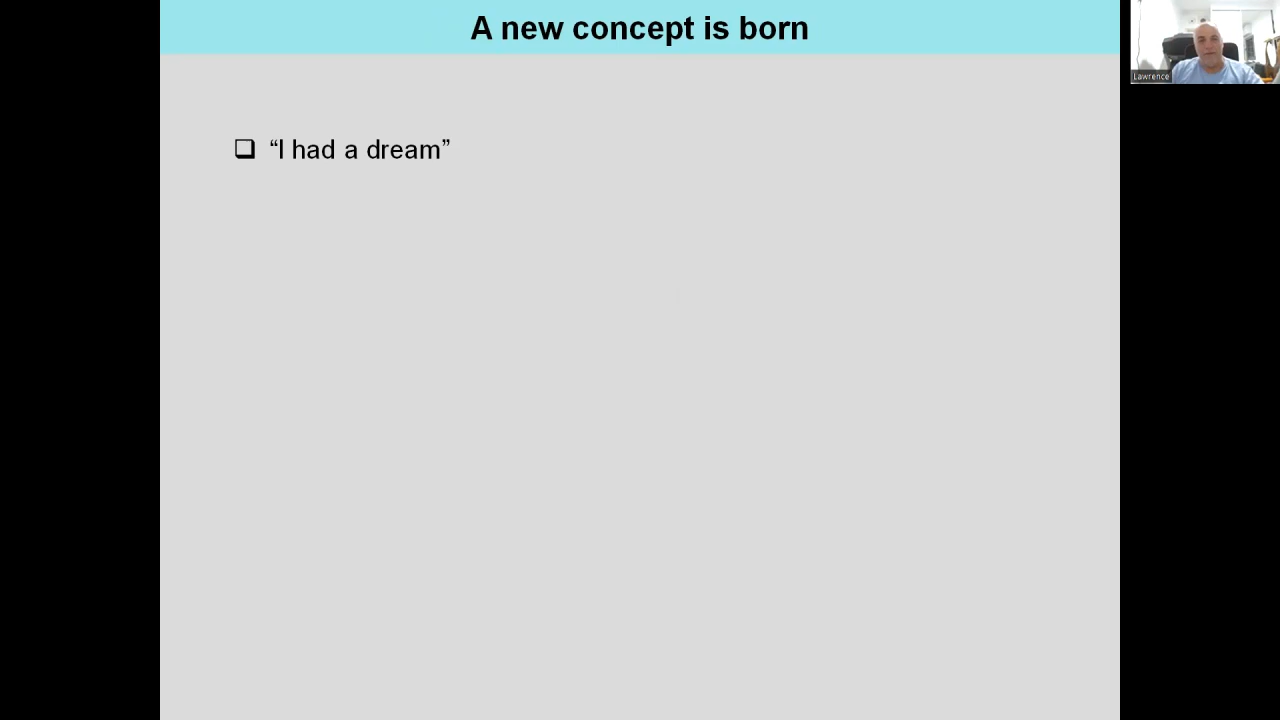 A new concept is born
“I had a dream”
Lawrence